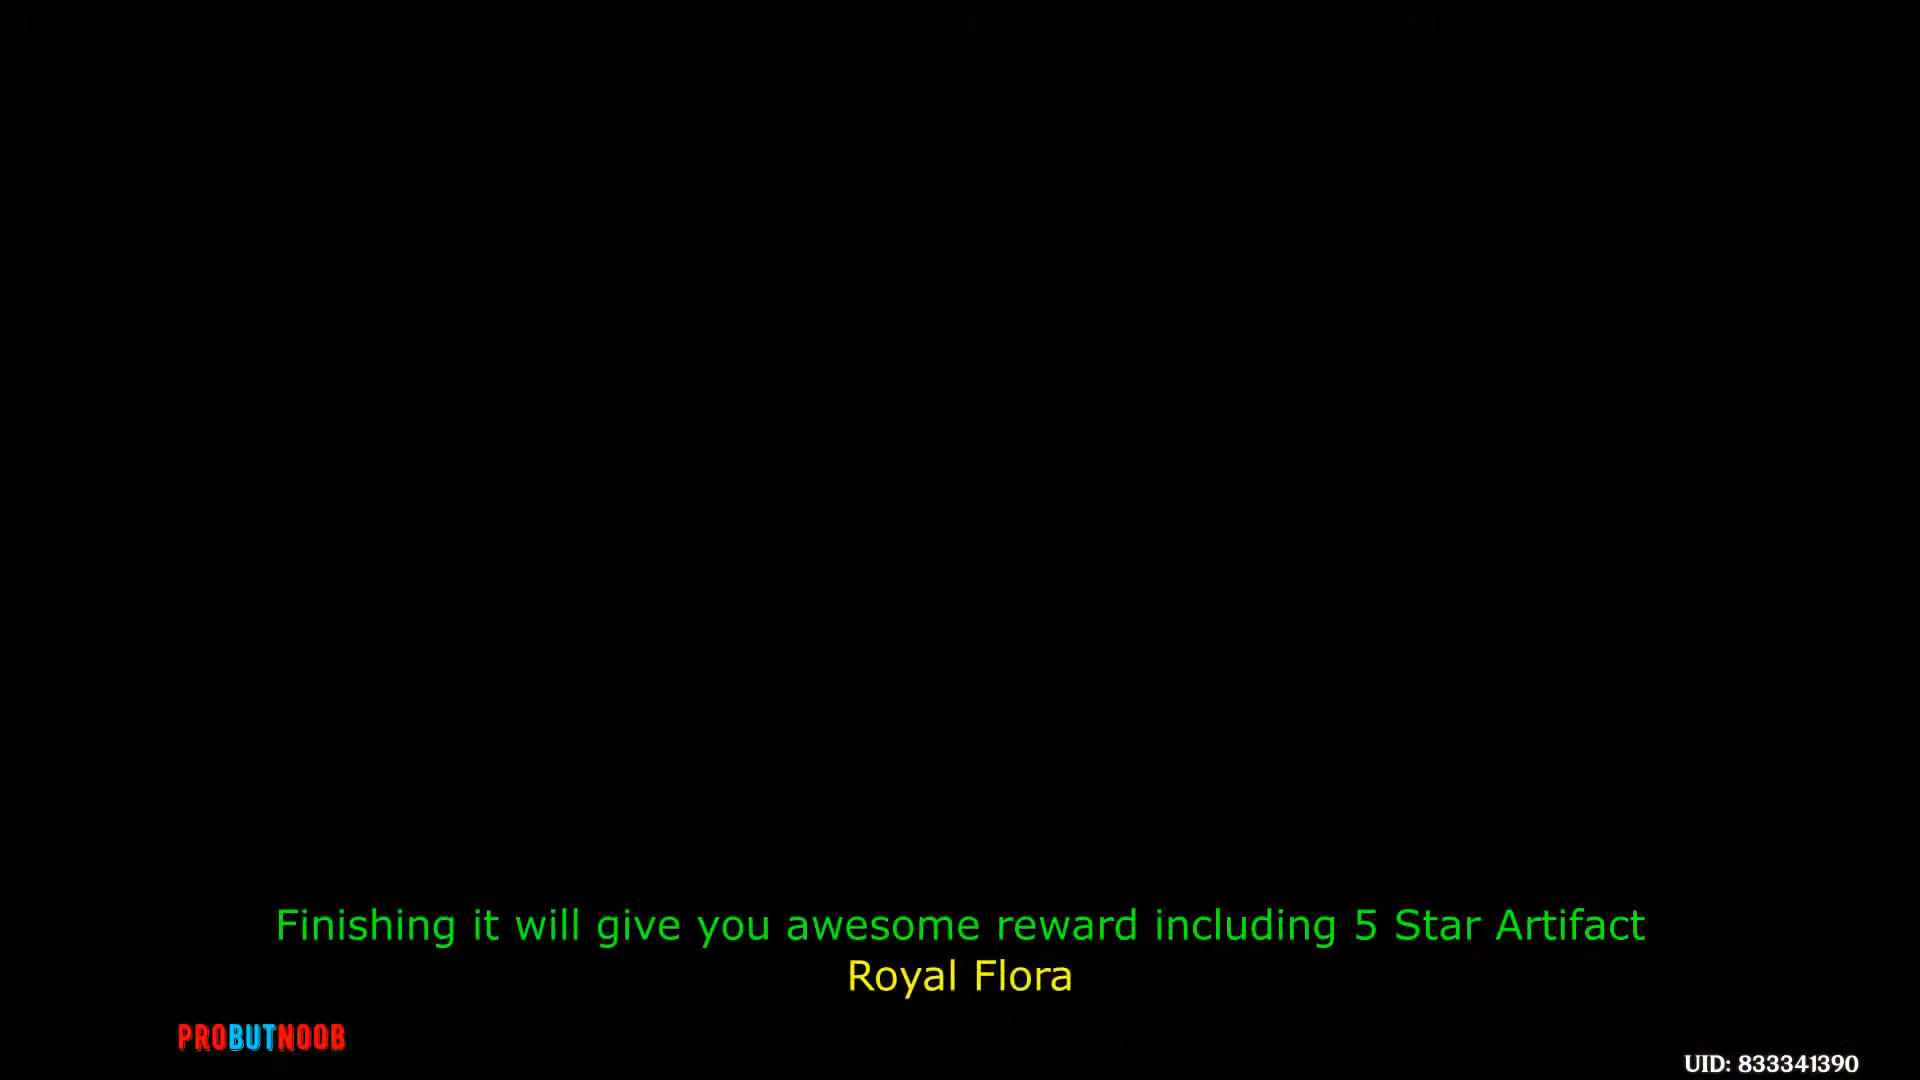 Finishing it will give you awesome reward including 5 Star Artifact
Royal Flora
PROBUTNOOB
UID: 833341390